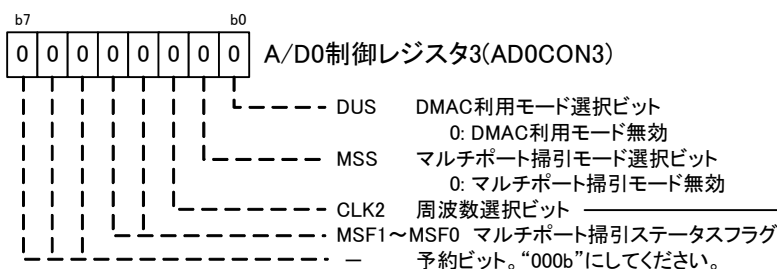 b7 b0
0 0 0 0 0 0 0 0 A/D0制御レジスタ3(AD0CON3)
DUS DMAC利用モード選択ビット
0: DMAC利用モード無効
MSS マルチポート掃引モード選択ビット
0: マルチポート掃引モード無効
CLK2 周波数選択ビット
MSF1～MSF0 マルチポート掃引ステータスフラグ
－ 予約ビット。“000b”にしてください。